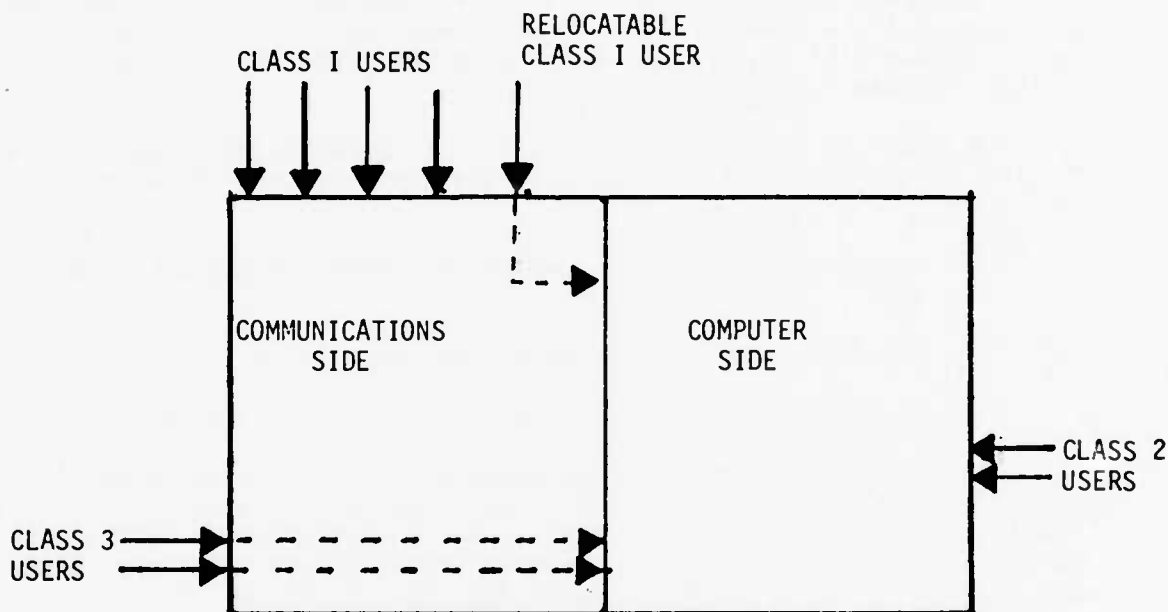 RELOCATABLE
CLASS I USER
CLASS I USERS
COMMUNICATIONS
SIDE
COMPUTER
SIDE
CLASS 2
USERS
CLASS 3
USERS